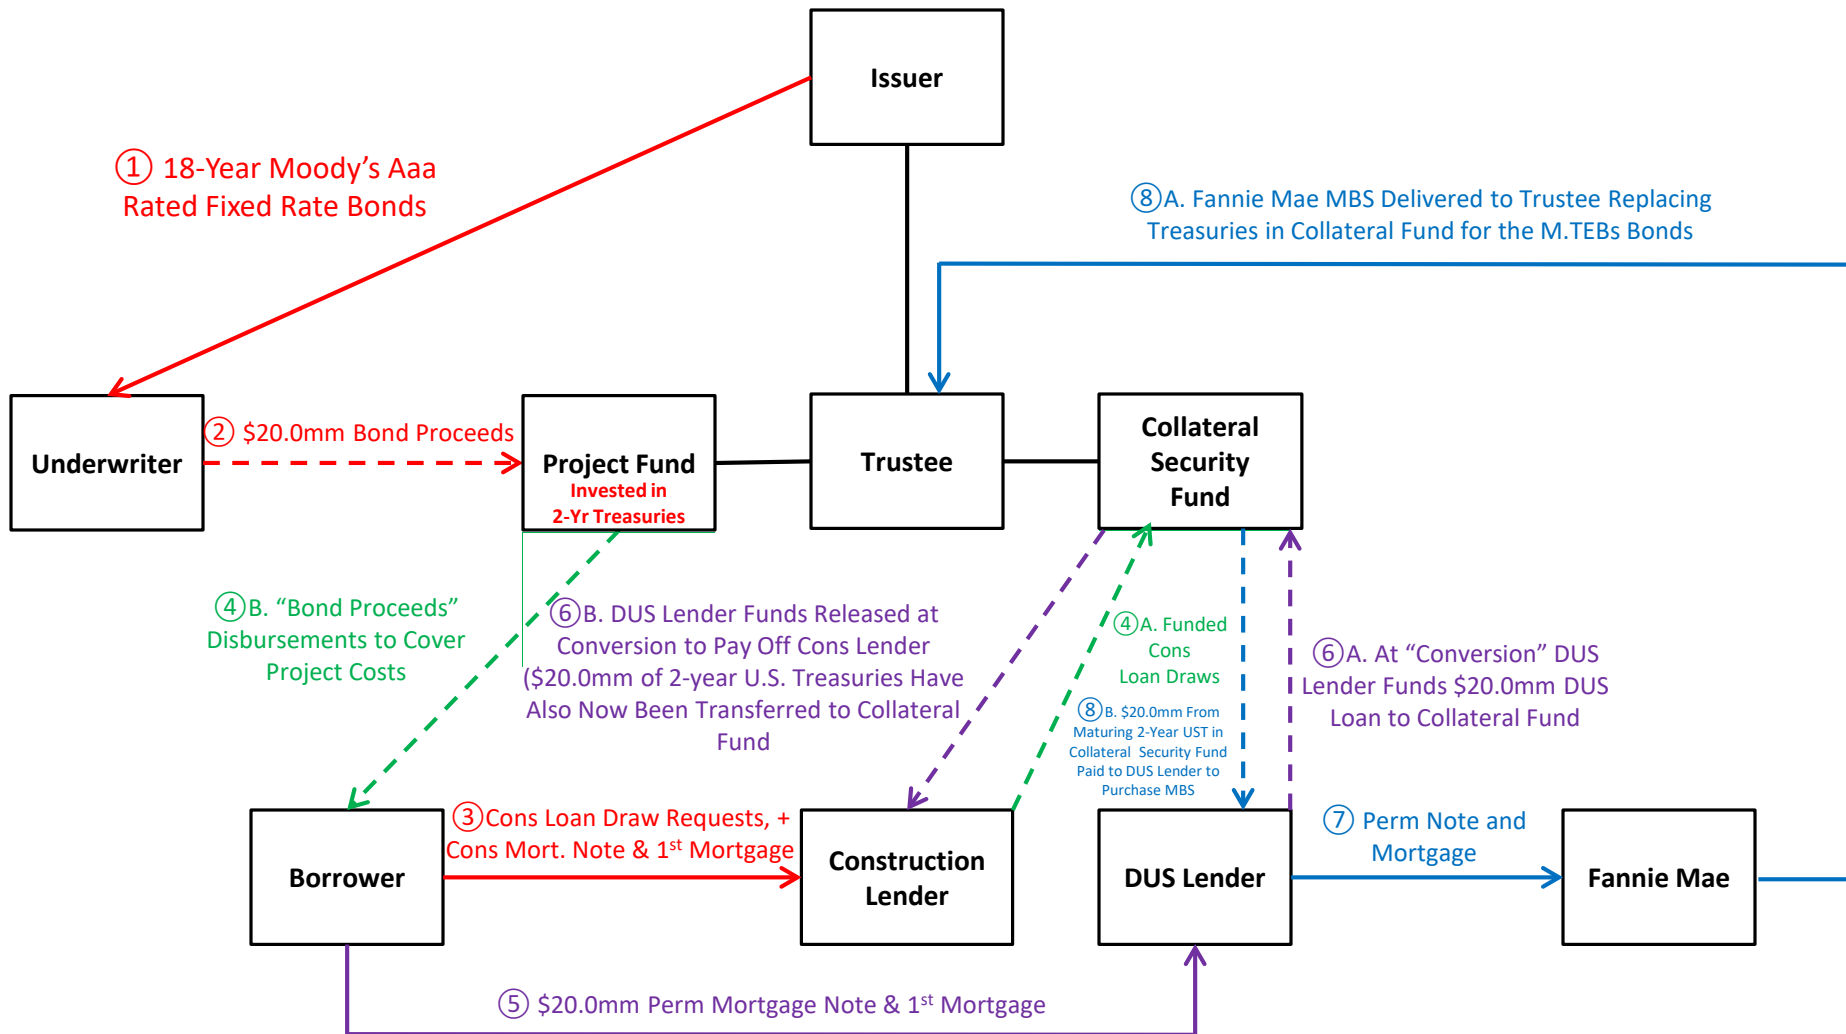 Issuer
① 18-Year Moody's Aaa
Rated Fixed Rate Bonds
⑧A. Fannie Mae MBS Delivered to Trustee Replacing
Treasuries in Collateral Fund for the M.TEBs Bonds
Underwriter
② $20.0mm Bond Proceeds
Project Fund
Invested in
2-Yr Treasuries
Trustee
Collateral
Security
Fund
④B. “Bond Proceeds”
Disbursements to Cover
Project Costs
⑥B. DUS Lender Funds Released at
Conversion to Pay Off Cons Lender
($20.0mm of 2-year U.S. Treasuries Have
Also Now Been Transferred to Collateral
Fund
④A. Funded
Cons
Loan Draws
⑧B. $20.0mm From
Maturing 2-Year UST in
Collateral Security Fund
Paid to DUS Lender to
Purchase MBS
⑥A. At “Conversion” DUS
Lender Funds $20.0mm DUS
Loan to Collateral Fund
Borrower
③Cons Loan Draw Requests, +
Cons Mort. Note & 1st Mortgage
Construction
Lender
DUS Lender
⑦ Perm Note and
Mortgage
Fannie Mae
⑤ $20.0mm Perm Mortgage Note & 1st Mortgage